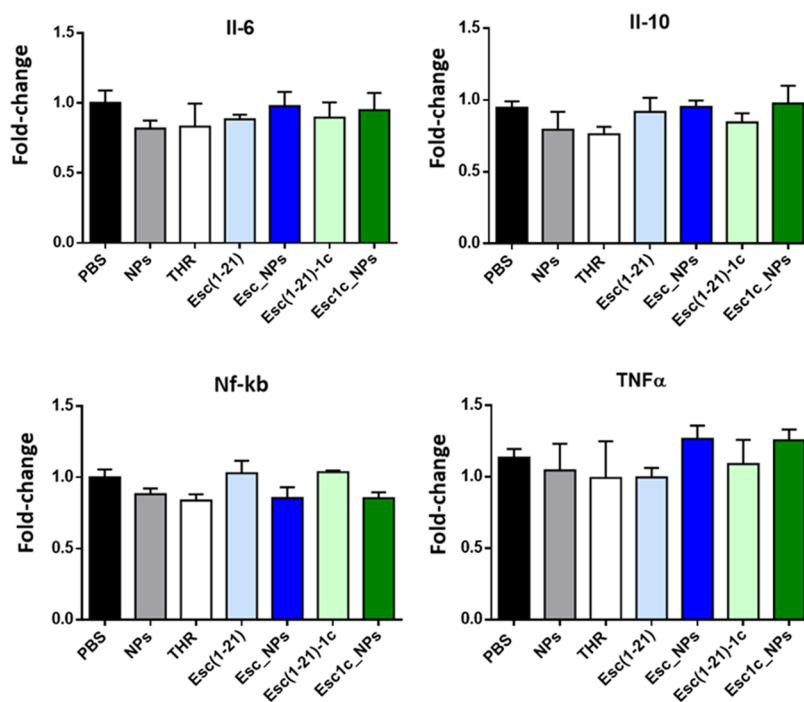 Il-6
Fold-change
1.5
1.0
0.5
0.0
PBS
NPs
THR
Esc(1-21)
Esc_NPs
Esc(1-21)-1c
Esc1c_NPs
Il-10
Fold-change
1.5
1.0
0.5
0.0
PBS
NPs
THR
Esc(1-21)
Esc_NPs
Esc(1-21)-1c
Esc1c_NPs
Nf-kb
Fold-change
1.5
1.0
0.5
0.0
PBS
NPs
THR
Esc(1-21)
Esc_NPs
Esc(1-21)-1c
Esc1c_NPs
TNFα
Fold-change
1.5
1.0
0.5
0.0
PBS
NPs
THR
Esc(1-21)
Esc_NPs
Esc(1-21)-1c
Esc1c_NPs